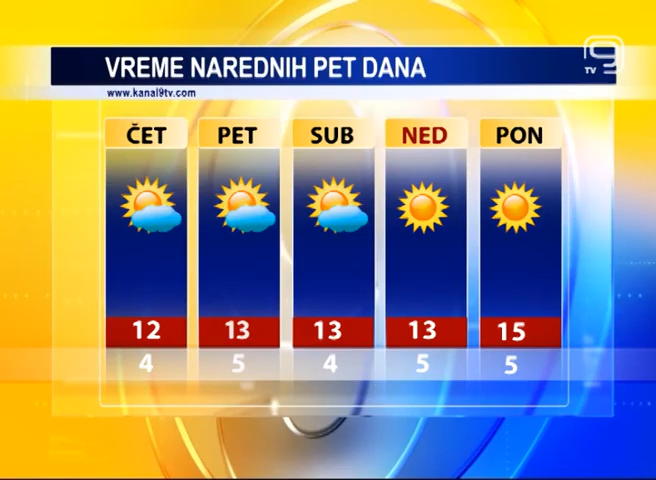 VREME NAREDNIH PET DANA
TV 9
www.kanal9tv.com
ČET PET SUB NED PON
12 13 13 13 15
4 5 4 5 5